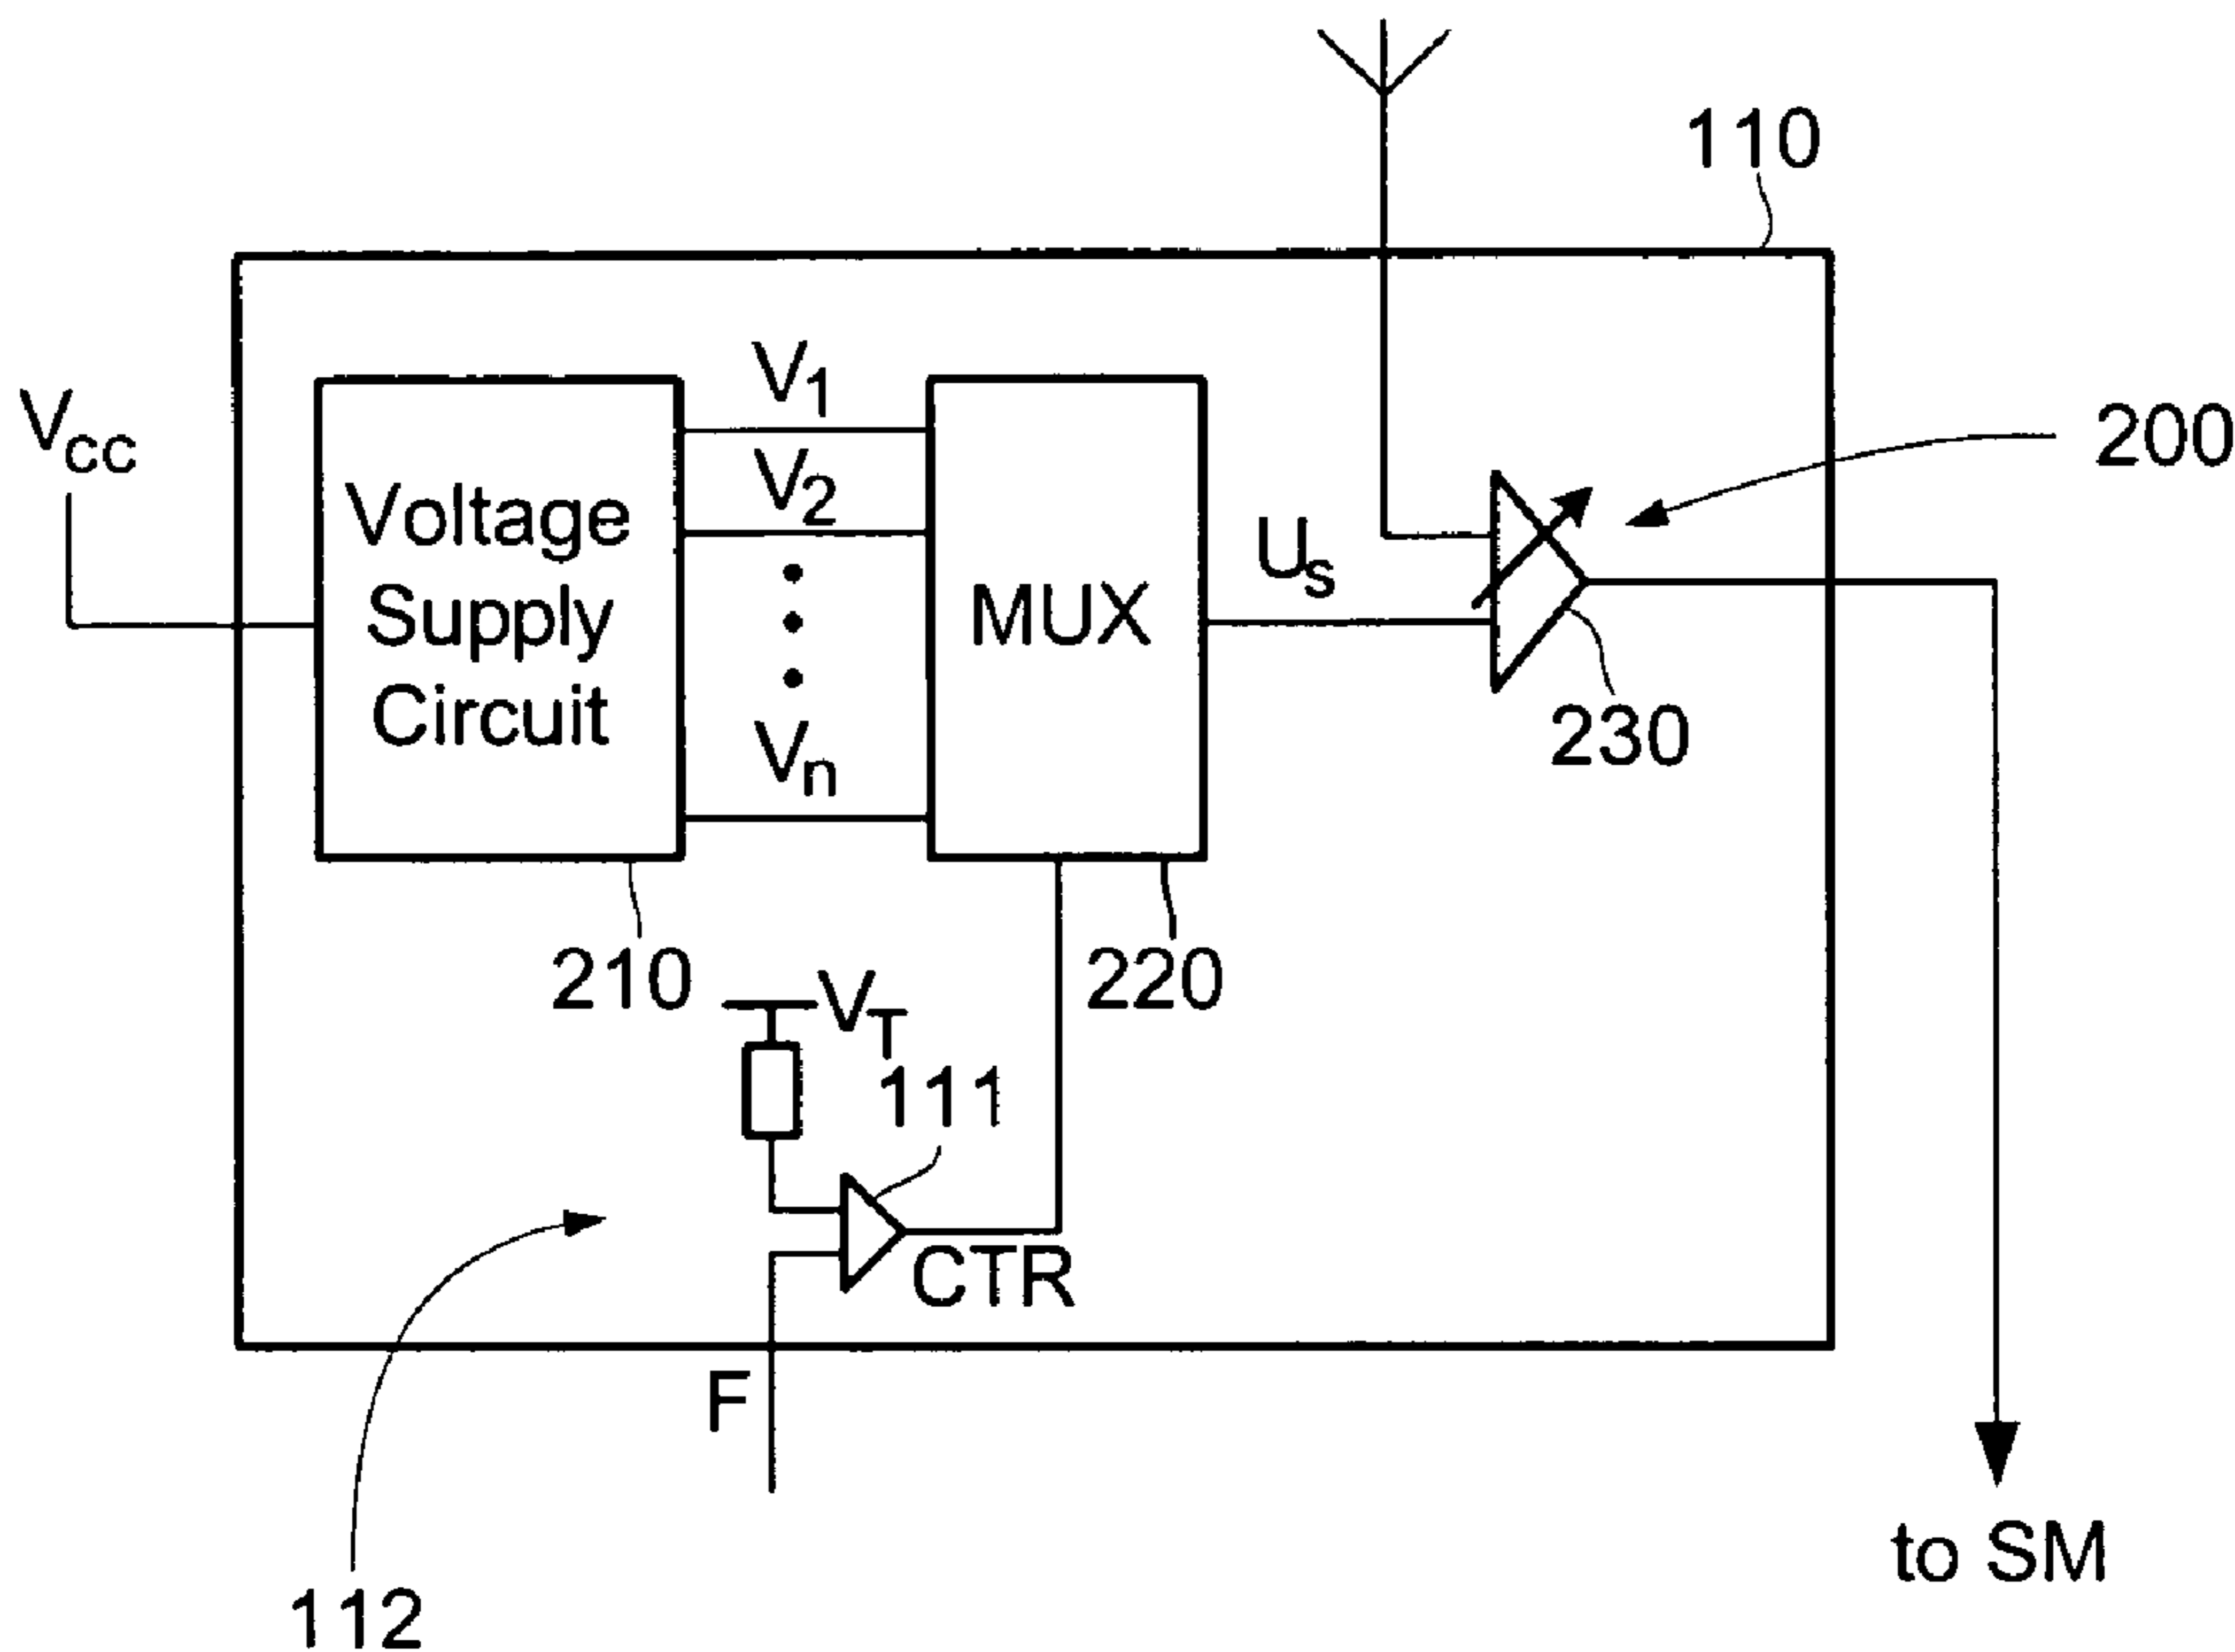 110
V1
Vcc
V2
200
Voltage
Supply
Circuit
MUX
Us
Vn
230
210
220
VT
111
CTR
F
to SM
112